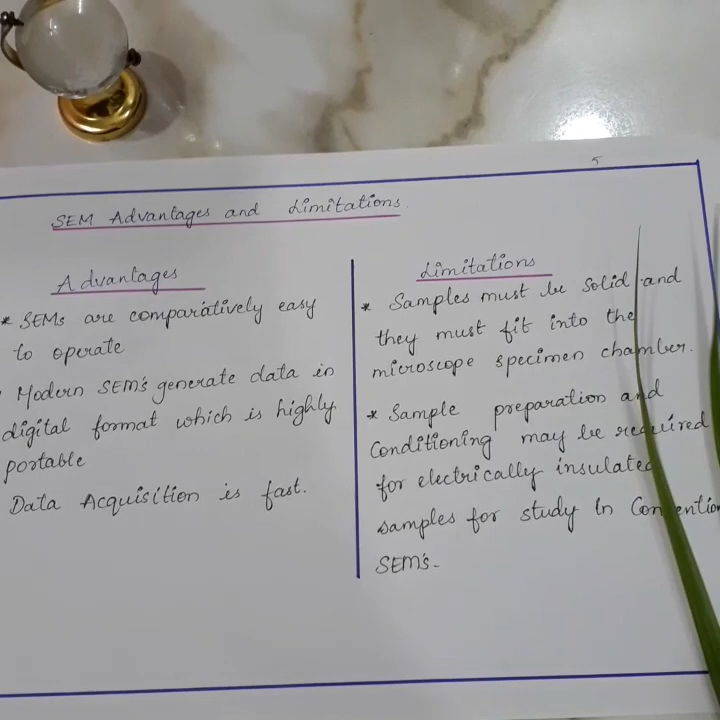 5
SEM Advantages and Limitations
Advantages
* SEMs are comparatively easy
to operate
Modern SEM's generate data in
digital format which is highly
portable
Data Acquisition is fast.
Limitations
* Samples must be solid and
they must fit into the
microscope specimen chamber.
* Sample preparation and
Conditioning may be required
for electrically insulated
samples for study In
SEM's-